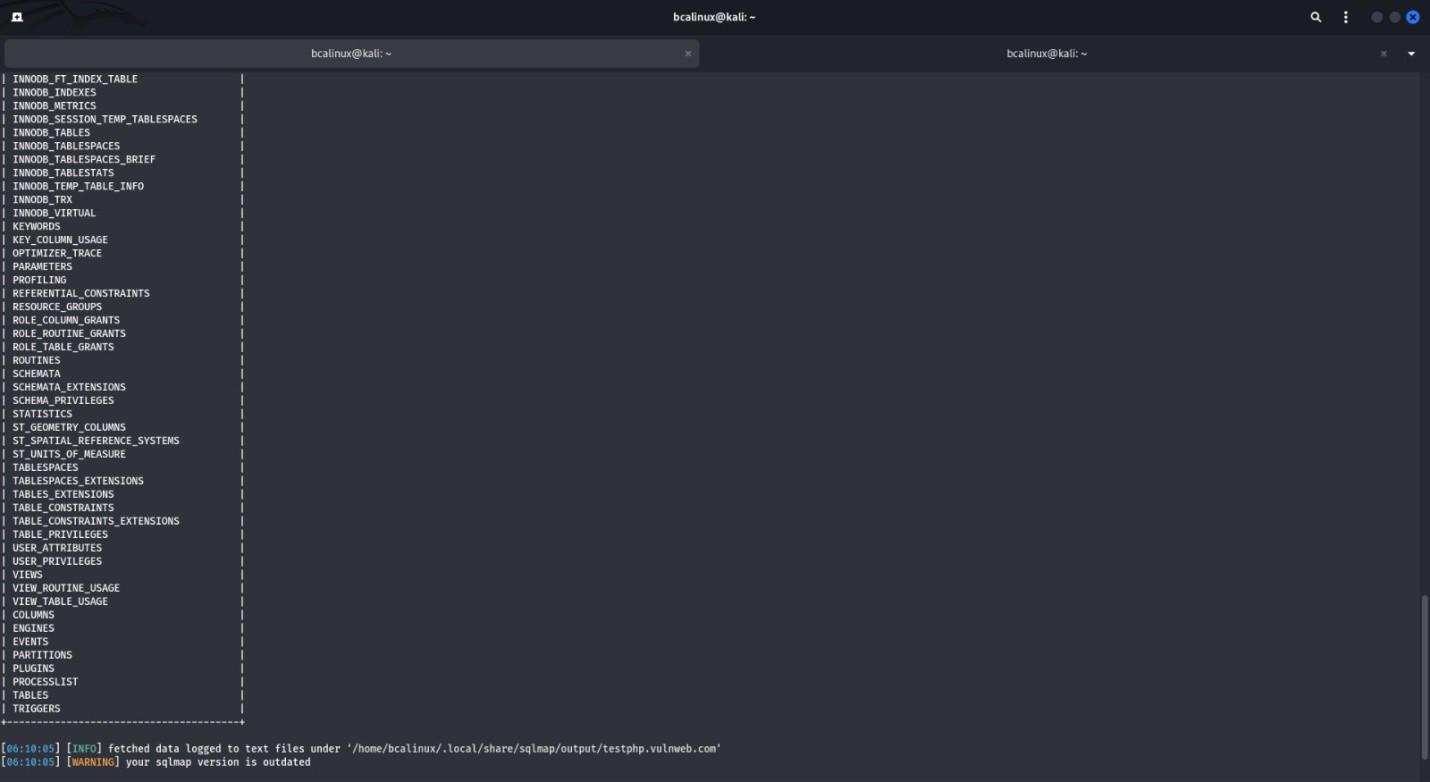 bcalinux@kali: ~
bcalinux@kali: ~ bcalinux@kali: ~
| INNODB_FT_INDEX_TABLE |
| INNODB_INDEXES |
| INNODB_METRICS |
| INNODB_SESSION_TEMP_TABLESPACES |
| INNODB_TABLES |
| INNODB_TABLESPACES |
| INNODB_TABLESPACES_BRIEF |
| INNODB_TABLESTATS |
| INNODB_TEMP_TABLE_INFO |
| INNODB_TRX |
| INNODB_VIRTUAL |
| KEYWORDS |
| KEY_COLUMN_USAGE |
| OPTIMIZER_TRACE |
| PARAMETERS |
| PROFILING |
| REFERENTIAL_CONSTRAINTS |
| RESOURCE_GROUPS |
| ROLE_COLUMN_GRANTS |
| ROLE_ROUTINE_GRANTS |
| ROLE_TABLE_GRANTS |
| ROUTINES |
| SCHEMATA |
| SCHEMATA_EXTENSIONS |
| SCHEMA_PRIVILEGES |
| STATISTICS |
| ST_GEOMETRY_COLUMNS |
| ST_SPATIAL_REFERENCE_SYSTEMS |
| ST_UNITS_OF_MEASURE |
| TABLESPACES |
| TABLESPACES_EXTENSIONS |
| TABLES_EXTENSIONS |
| TABLE_CONSTRAINTS |
| TABLE_CONSTRAINTS_EXTENSIONS |
| TABLE_PRIVILEGES |
| USER_ATTRIBUTES |
| USER_PRIVILEGES |
| VIEWS |
| VIEW_ROUTINE_USAGE |
| VIEW_TABLE_USAGE |
| COLUMNS |
| ENGINES |
| EVENTS |
| PARTITIONS |
| PLUGINS |
| PROCESSLIST |
| TABLES |
| TRIGGERS |
+---------------------------------------+
[06:10:05] [INFO] fetched data logged to text files under '/home/bcalinux/.local/share/sqlmap/output/testphp.vulnweb.com'
[06:10:05] [WARNING] your sqlmap version is outdated